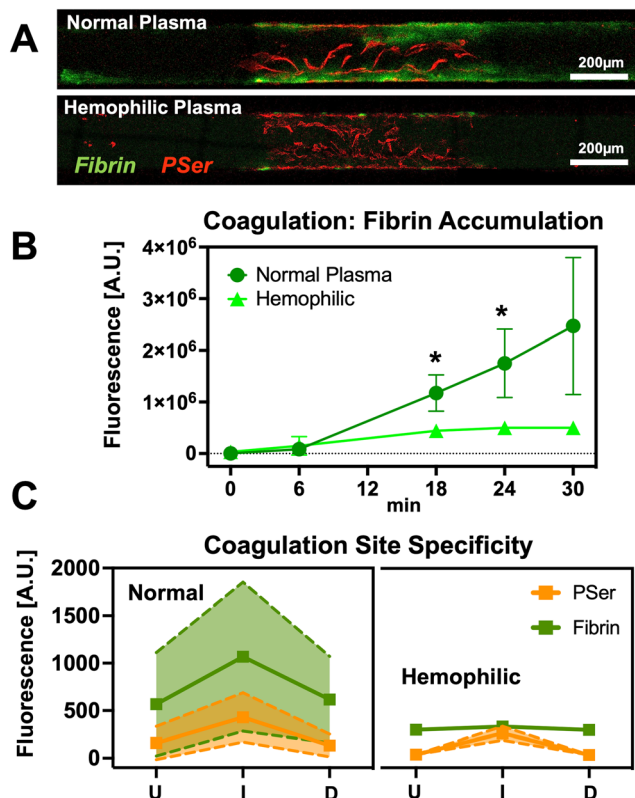 A
Normal Plasma
200µm
Hemophilic Plasma
Fibrin PSer
200µm
Coagulation: Fibrin Accumulation
B
Fluorescence [A.U.]
4×10⁶
3×10⁶
2×10⁶
1×10⁶
0
Normal Plasma
Hemophilic
*
*
0 6 12 18 24 30
min
C
Coagulation Site Specificity
Fluorescence [A.U.]
2000
1500
1000
500
0
Normal
PSer
Fibrin
Hemophilic
U I D U I D